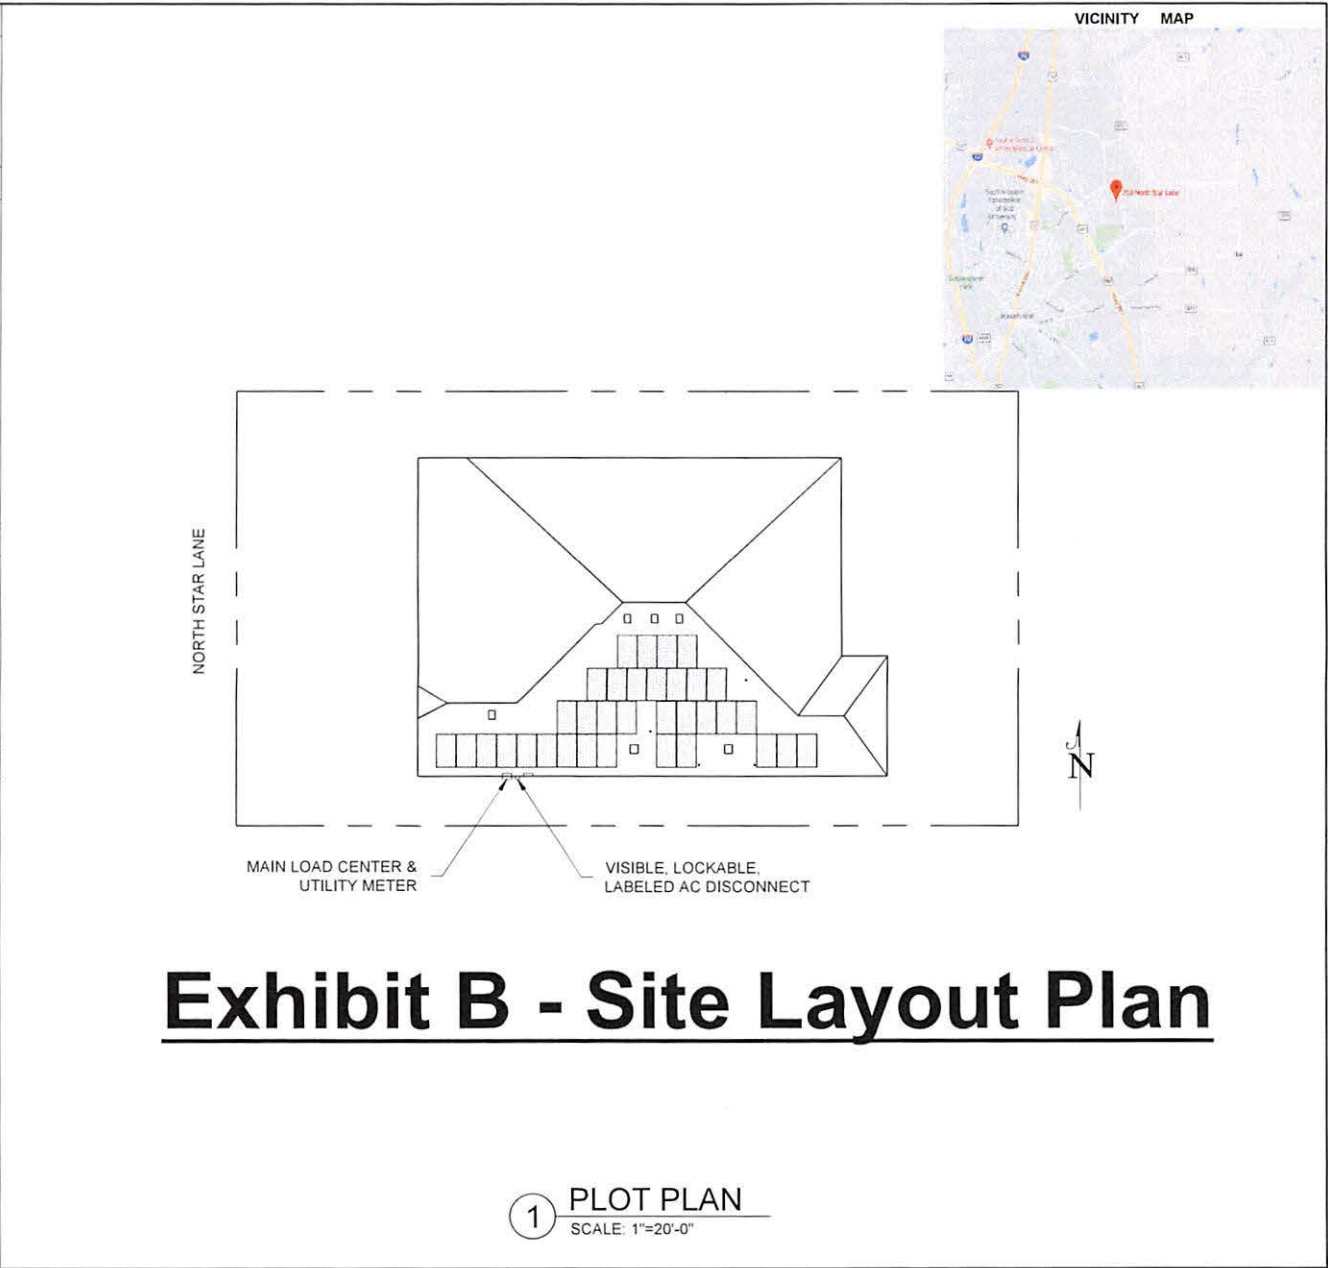 VICINITY MAP
NORTH STAR LANE
N
MAIN LOAD CENTER &
UTILITY METER
VISIBLE, LOCKABLE,
LABELED AC DISCONNECT
Exhibit B - Site Layout Plan
1
PLOT PLAN
SCALE: 1"=20'-0"